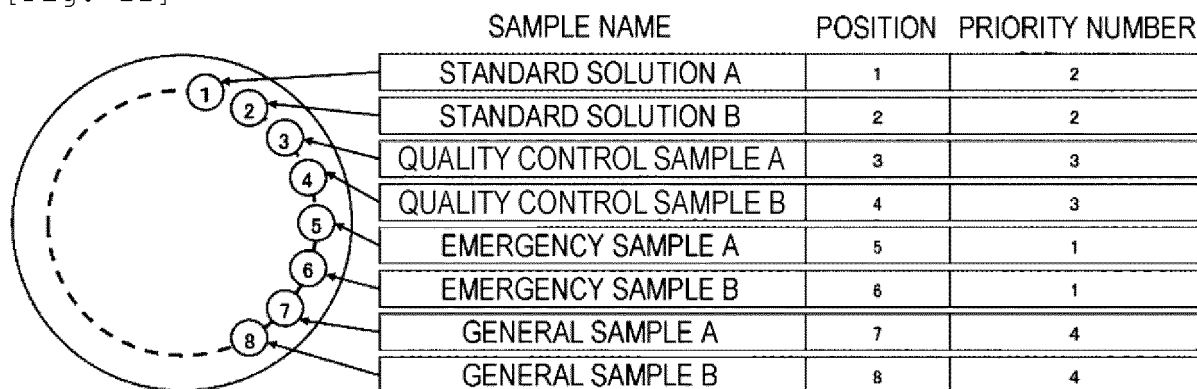 SAMPLE NAME POSITION PRIORITY NUMBER
1 STANDARD SOLUTION A 1 2
2 STANDARD SOLUTION B 2 2
3 QUALITY CONTROL SAMPLE A 3 3
4 QUALITY CONTROL SAMPLE B 4 3
5 EMERGENCY SAMPLE A 5 1
6 EMERGENCY SAMPLE B 6 1
7 GENERAL SAMPLE A 7 4
8 GENERAL SAMPLE B 8 4